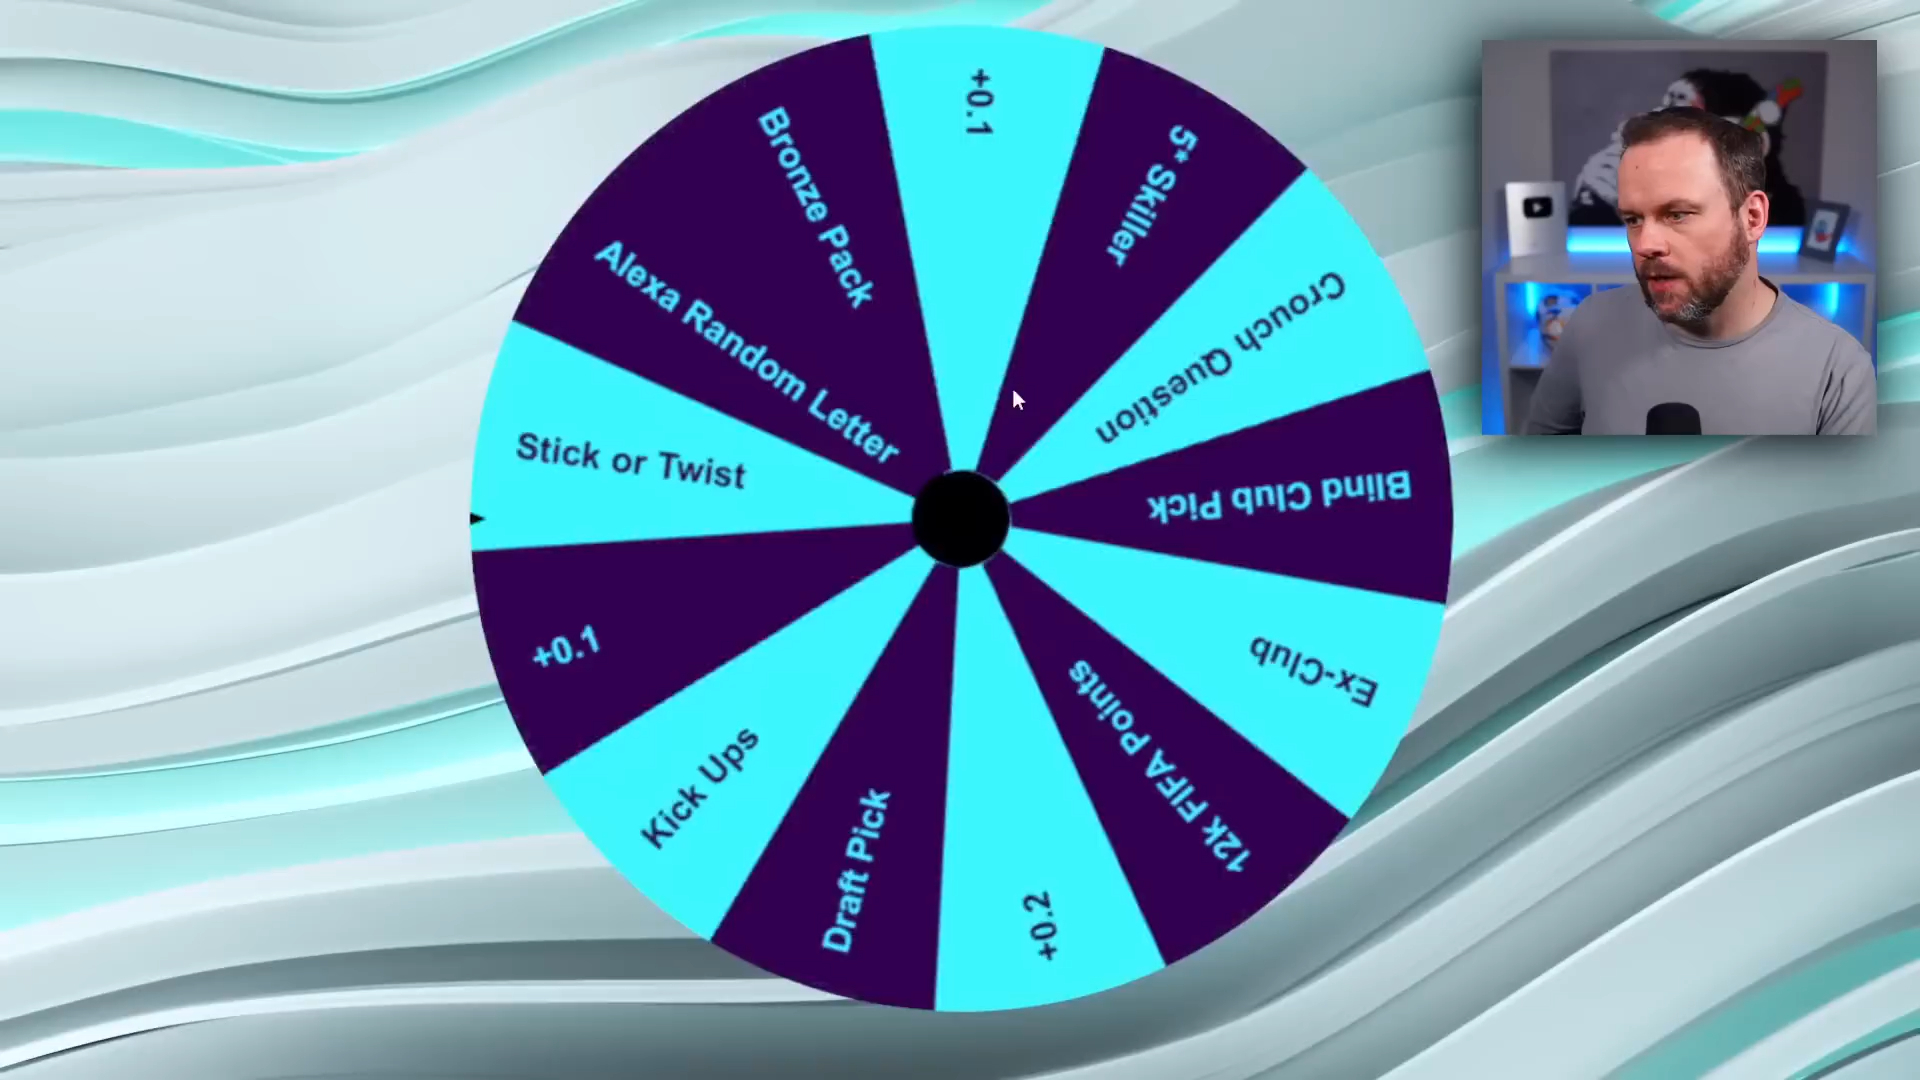 +0.1
5* Skiller
Crouch Question
Blind Club Pick
Ex-Club
12k FIFA Points
+0.2
Draft Pick
Kick Ups
+0.1
Stick or Twist
Alexa Random Letter
Bronze Pack